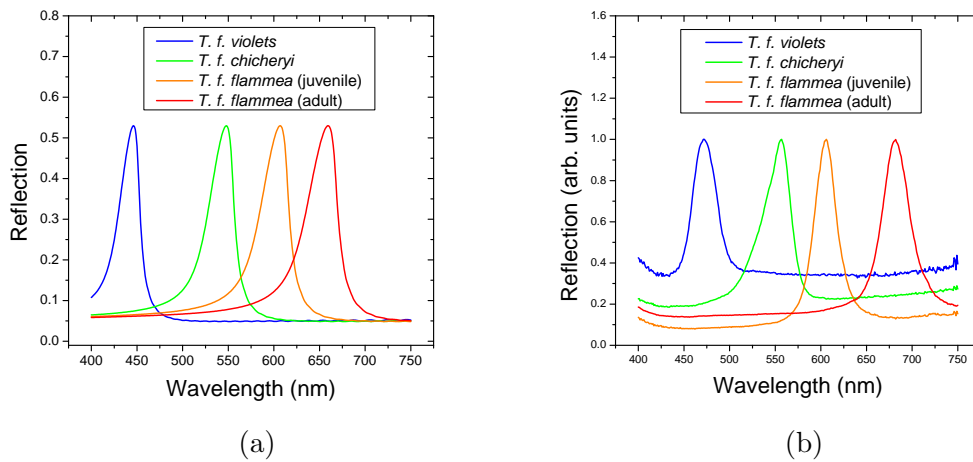 0.8
0.7
0.6
0.5
0.4
0.3
0.2
0.1
0.0
Reflection
T. f. violets
T. f. chicheryi
T. f. flammea (juvenile)
T. f. flammea (adult)
400 450 500 550 600 650 700 750
Wavelength (nm)
(a)
1.6
1.4
1.2
1.0
0.8
0.6
0.4
0.2
0.0
Reflection (arb. units)
T. f. violets
T. f. chicheryi
T. f. flammea (juvenile)
T. f. flammea (adult)
400 450 500 550 600 650 700 750
Wavelength (nm)
(b)